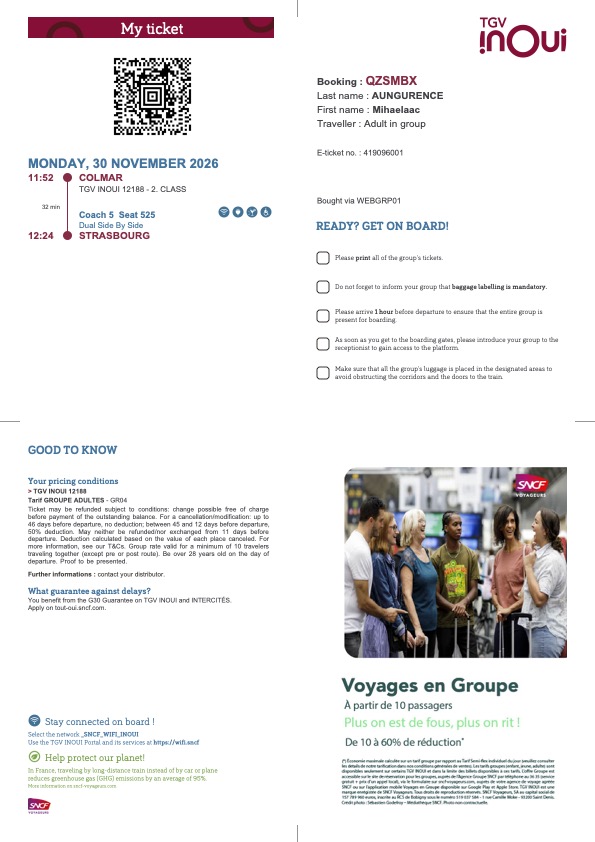 My ticket
TGV
inOui
Booking : QZSMBX
Last name : AUNGURENCE
First name : Mihaelaac
Traveller : Adult in group
E-ticket no. : 419096001
Bought via WEBGRP01
MONDAY, 30 NOVEMBER 2026
11:52 COLMAR
TGV INOUI 12188 - 2. CLASS
32 min
Coach 5 Seat 525
Dual Side By Side
12:24 STRASBOURG
READY? GET ON BOARD!
Please print all of the group's tickets.
Do not forget to inform your group that baggage labelling is mandatory.
Please arrive 1 hour before departure to ensure that the entire group is
present for boarding.
As soon as you get to the boarding gates, please introduce your group to the
receptionist to gain access to the platform.
Make sure that all the group's luggage is placed in the designated areas to
avoid obstructing the corridors and the doors to the train.
GOOD TO KNOW
Your pricing conditions
> TGV INOUI 12188
Tarif GROUPE ADULTES - GR04
Ticket may be refunded subject to conditions: change possible free of charge
before payment of the outstanding balance. For a cancellation/modification: up to
46 days before departure, no deduction; between 45 and 12 days before departure,
50% deduction. May neither be refunded/nor exchanged from 11 days before
departure. Deduction calculated based on the value of each place canceled. For
more information, see our T&Cs. Group rate valid for a minimum of 10 travelers
traveling together (except pre or post route). Be over 28 years old on the day of
departure. Proof to be presented.
Further informations : contact your distributor.
What guarantee against delays?
You benefit from the G30 Guarantee on TGV INOUI and INTERCITÉS.
Apply on tout-oui.sncf.com.
Stay connected on board !
Select the network _SNCF_WIFI_INOUI
Use the TGV INOUI Portal and its services at https://wifi.sncf
Help protect our planet!
In France, traveling by long-distance train instead of by car or plane
reduces greenhouse gas (GHG) emissions by an average of 95%.
More information on sncf-voyageurs.com
SNCF
SNCF
VOYAGEURS
Voyages en Groupe
À partir de 10 passagers
Plus on est de fous, plus on rit !
De 10 à 60% de réduction*